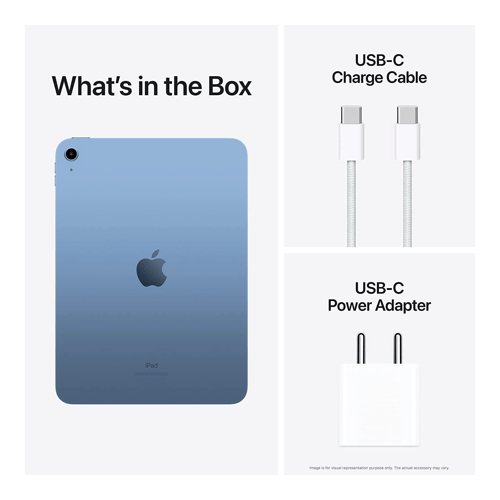 What's in the Box
iPad
USB-C
Charge Cable
USB-C
Power Adapter
Image is for visual representation purpose only. The actual accessory may vary.